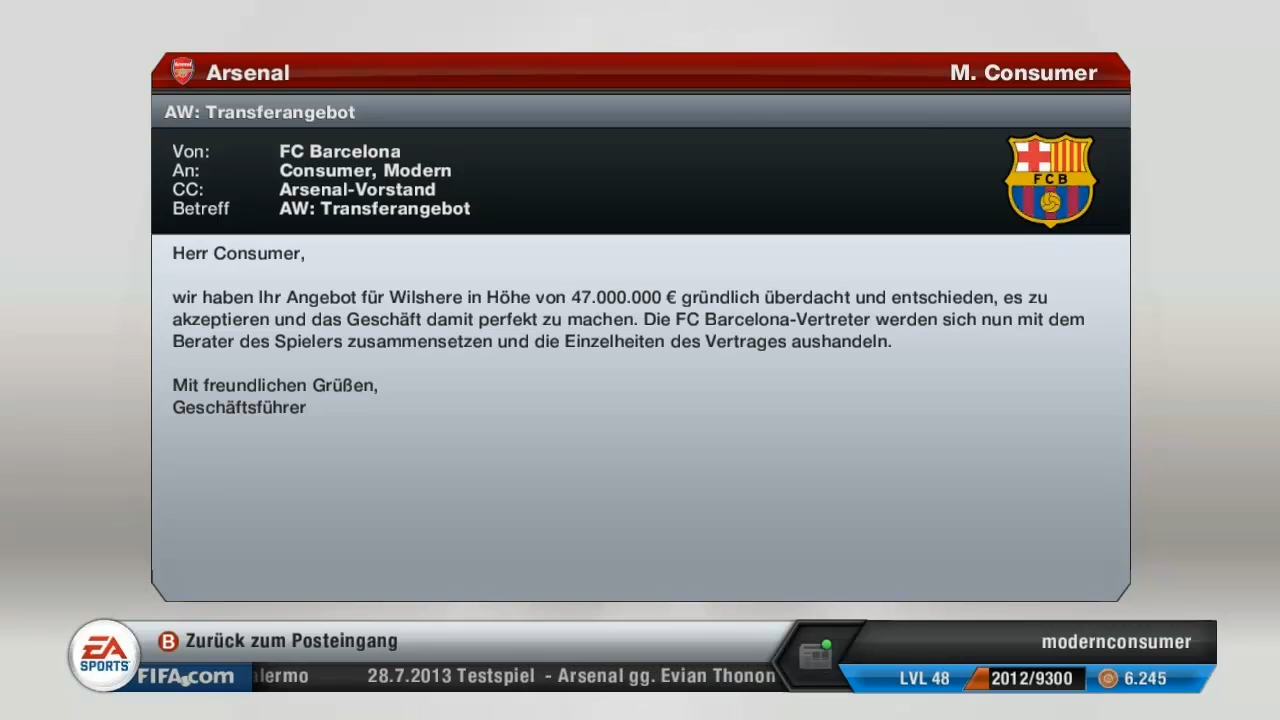 Arsenal
Arsenal M. Consumer
AW: Transferangebot
Von: FC Barcelona
An: Consumer, Modern
CC: Arsenal-Vorstand
Betreff AW: Transferangebot
FCB
Herr Consumer,
wir haben Ihr Angebot für Wilshere in Höhe von 47.000.000 € gründlich überdacht und entschieden, es zu
akzeptieren und das Geschäft damit perfekt zu machen. Die FC Barcelona-Vertreter werden sich nun mit dem
Berater des Spielers zusammensetzen und die Einzelheiten des Vertrages aushandeln.
Mit freundlichen Grüßen,
Geschäftsführer
B Zurück zum Posteingang
modernconsumer
EA SPORTS
FIFA.com
alermo 28.7.2013 Testspiel - Arsenal gg. Evian Thonon
LVL 48 2012/9300 6.245